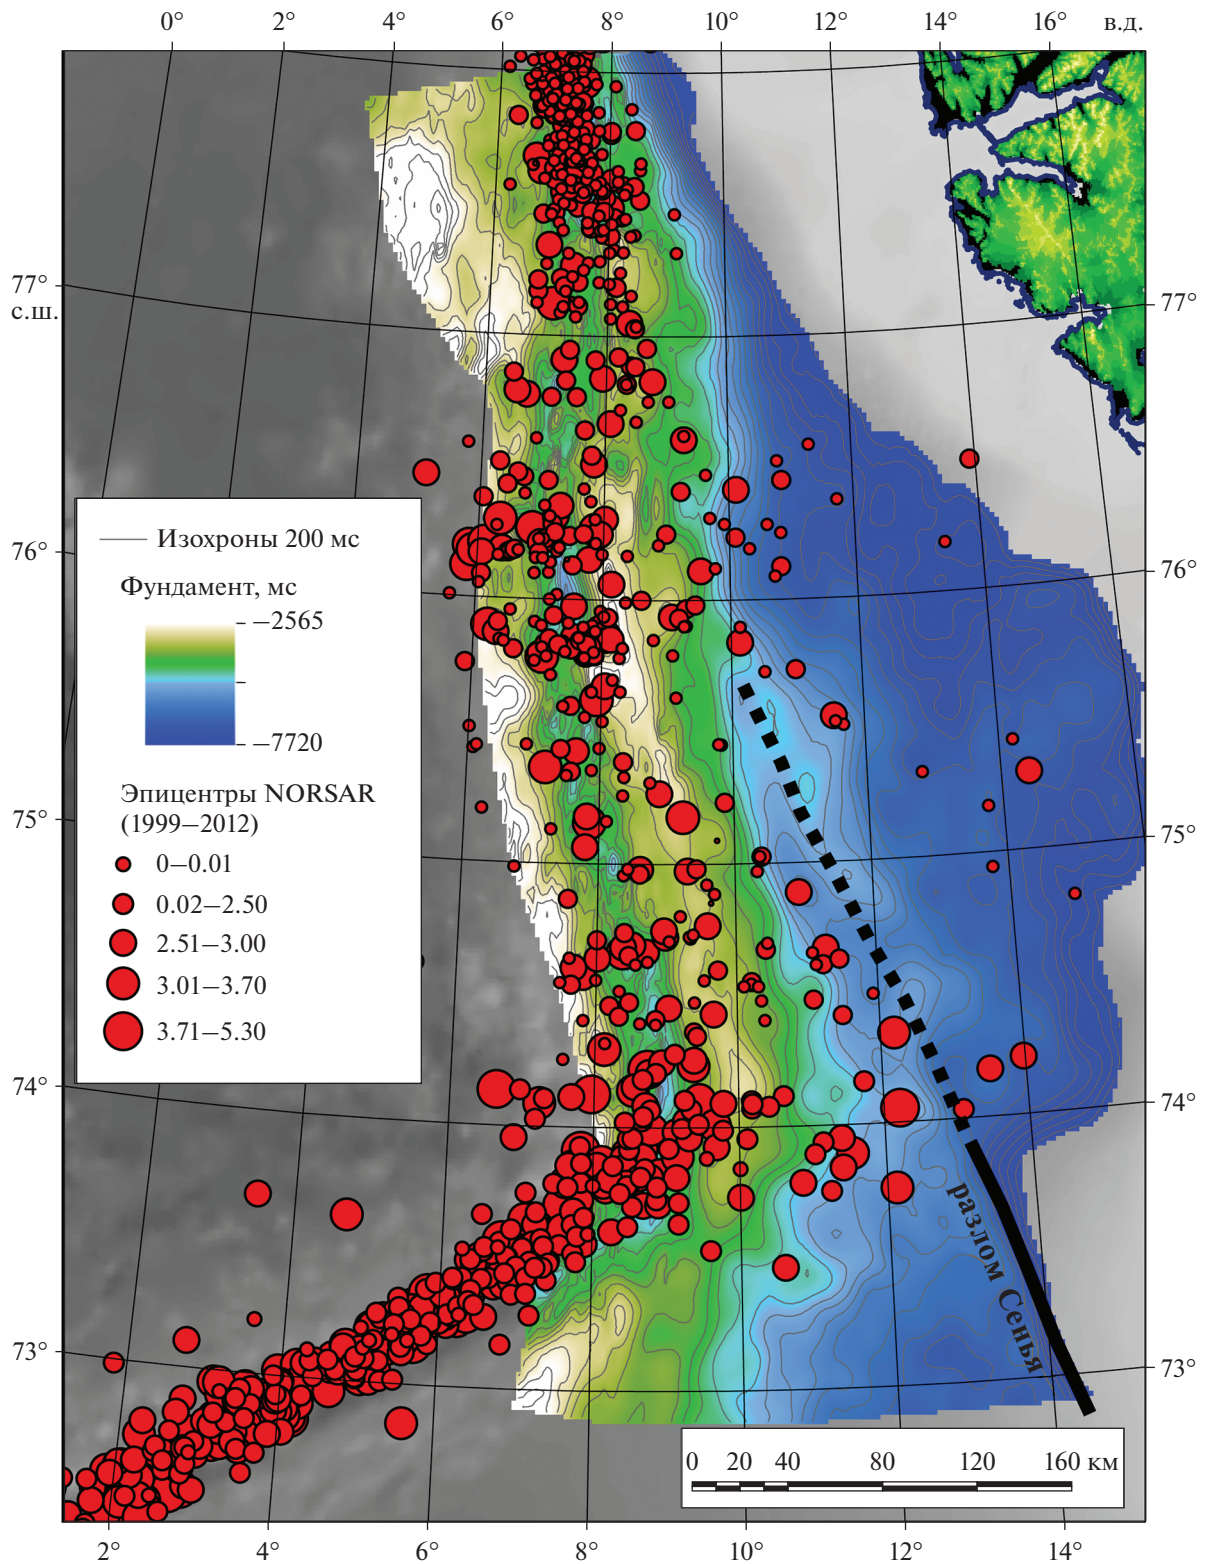 0° 2° 4° 6° 8° 10° 12° 14° 16° в.д.
77°
с.ш.
77°
Изохроны 200 мс
76°
76°
Фундамент, мс
−2565
−7720
Эпицентры NORSAR
(1999−2012)
75°
75°
0−0.01
0.02−2.50
2.51−3.00
3.01−3.70
3.71−5.30
74°
74°
разлом Сенья
73°
73°
0 20 40 80 120 160 км
2° 4° 6° 8° 10° 12° 14°